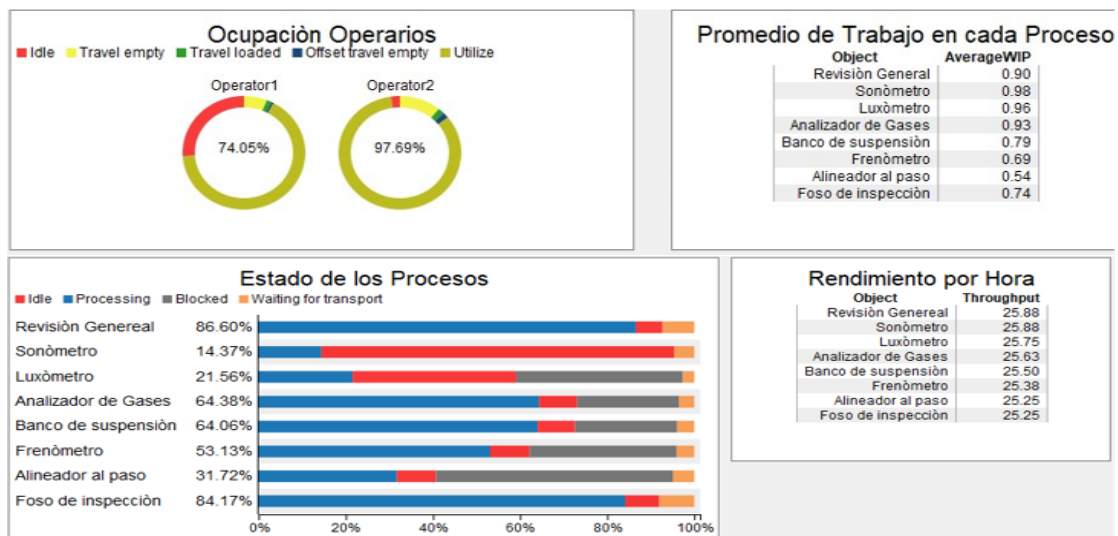 Ocupaciòn Operarios
Idle Travel empty Travel loaded Offset travel empty Utilize
Operator1 Operator2
74.05% 97.69%
Promedio de Trabajo en cada Proceso
Object AverageWIP
Revisiòn General 0.90
Sonòmetro 0.98
Luxòmetro 0.96
Analizador de Gases 0.93
Banco de suspensiòn 0.79
Frenòmetro 0.69
Alineador al paso 0.54
Foso de inspecciòn 0.74
Estado de los Procesos
Idle Processing Blocked Waiting for transport
Revisiòn Genereal 86.60%
Sonòmetro 14.37%
Luxòmetro 21.56%
Analizador de Gases 64.38%
Banco de suspensiòn 64.06%
Frenòmetro 53.13%
Alineador al paso 31.72%
Foso de inspecciòn 84.17%
0% 20% 40% 60% 80% 100%
Rendimiento por Hora
Object Throughput
Revisiòn Genereal 25.88
Sonòmetro 25.88
Luxòmetro 25.75
Analizador de Gases 25.63
Banco de suspensiòn 25.50
Frenòmetro 25.38
Alineador al paso 25.25
Foso de inspecciòn 25.25